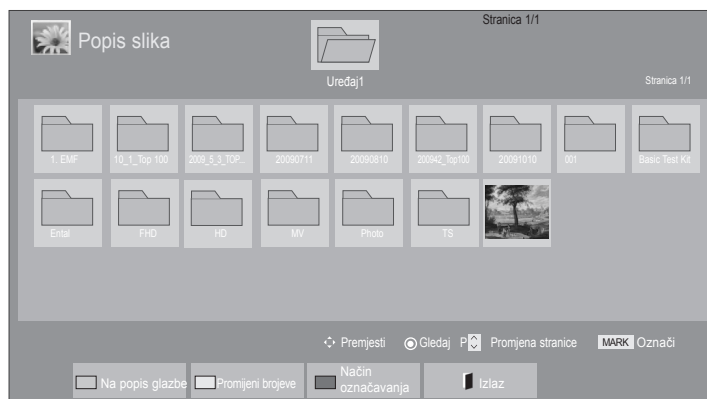 Stranica 1/1
Popis slika
Uređaj1
Stranica 1/1
1. EMF
10_1_Top 100
2009_5_3_TOP...
20090711
20090810
200942_Top100
20091010
001
Basic Test Kit
Ental
FHD
HD
MV
Photo
TS
Premjesti
Gledaj
P
Promjena stranice
MARK
Označi
Na popis glazbe
Promijeni brojeve
Način
označavanja
Izlaz